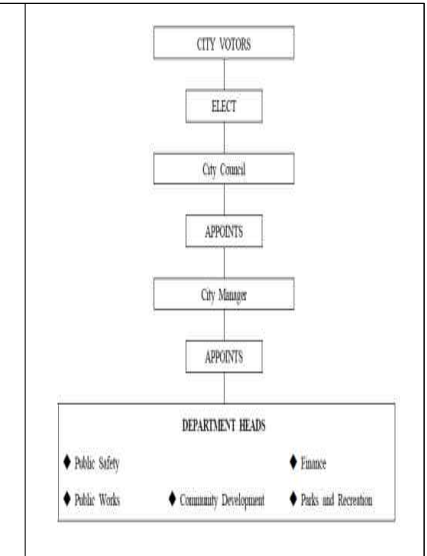 CITY VOTORS
ELECT
City Council
APPOINTS
City Manager
APPOINTS
DEPARTMENT HEADS
♦ Public Safety ♦ Finance
♦ Public Works ♦ Community Development ♦ Parks and Recreation